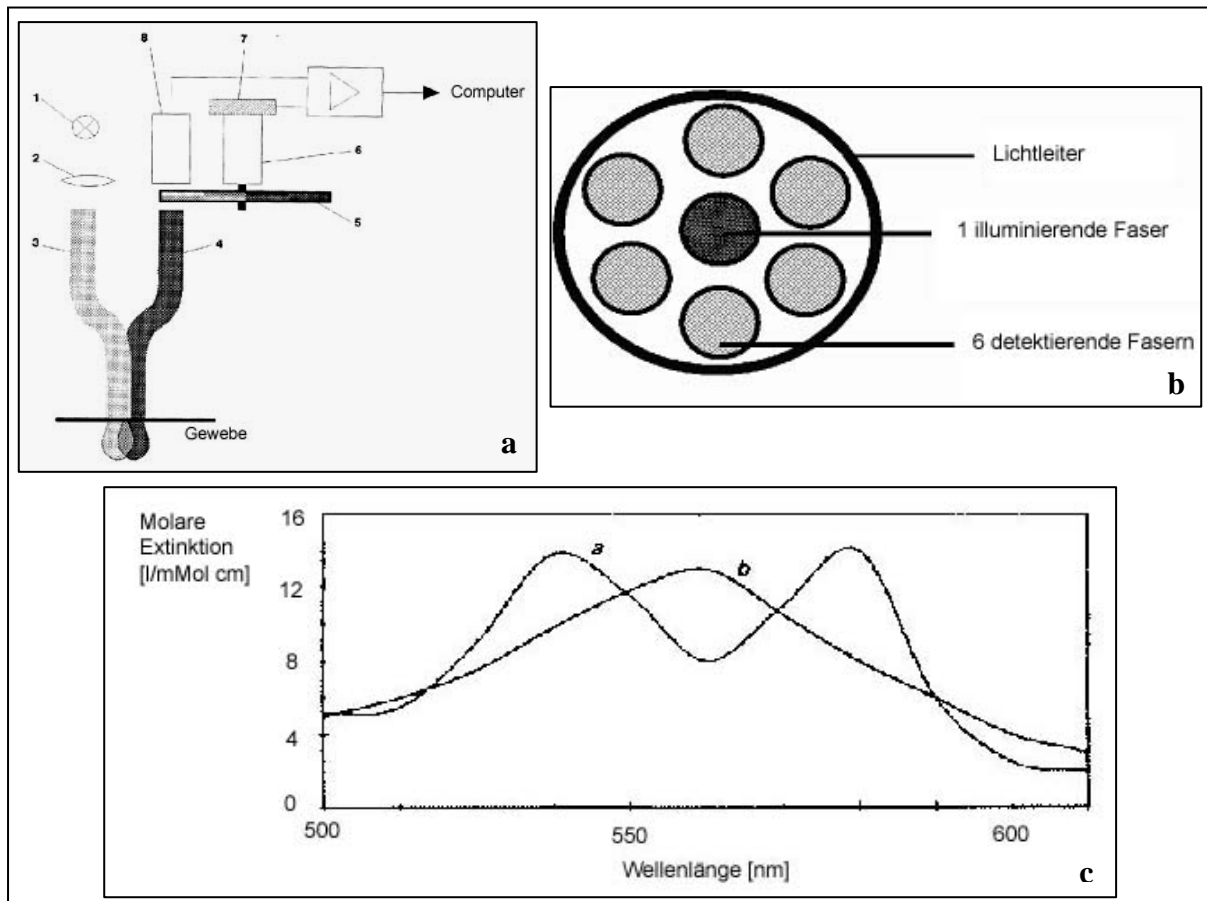 8
7
1
Computer
2
6
5
3
4
Gewebe
a
Lichtleiter
1 illuminierende Faser
6 detektierende Fasern
b
Molare
Extinktion
[l/mMol cm]
16
12
8
4
0
a
b
500
550
600
Wellenlänge [nm]
c